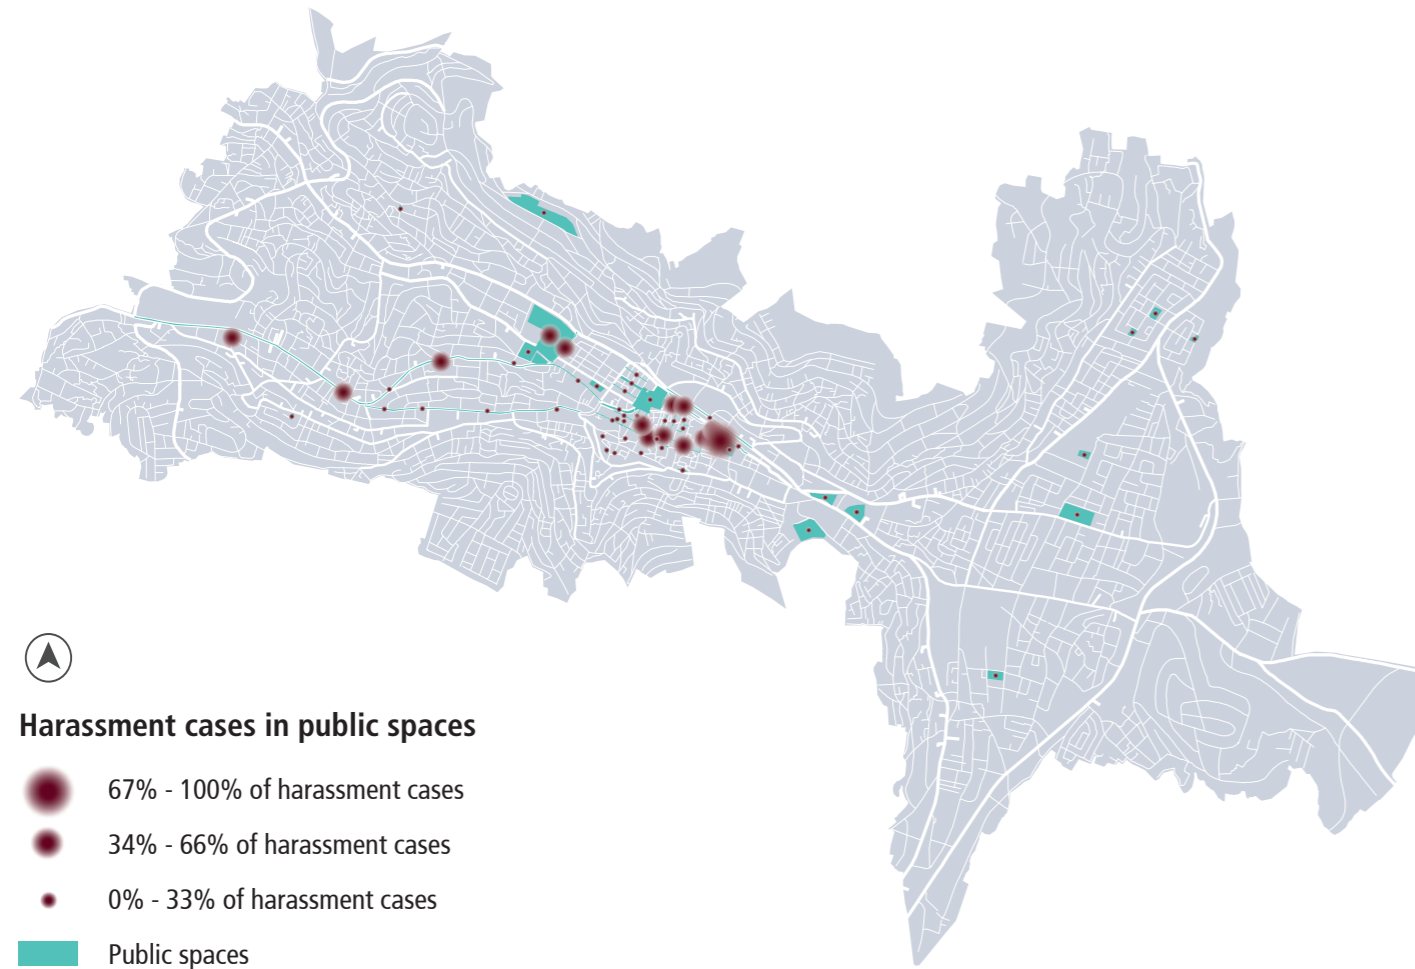 Harassment cases in public spaces
67% - 100% of harassment cases
34% - 66% of harassment cases
0% - 33% of harassment cases
Public spaces